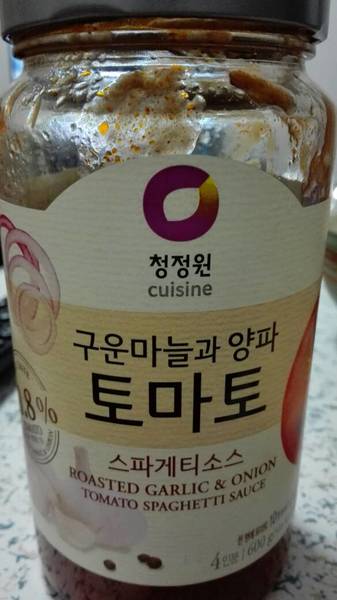 청정원
cuisine
구운마늘과 양파
토마토
.8%
스파게티소스
ROASTED GARLIC & ONION
TOMATO SPAGHETTI SAUCE
4인분 | 600 g